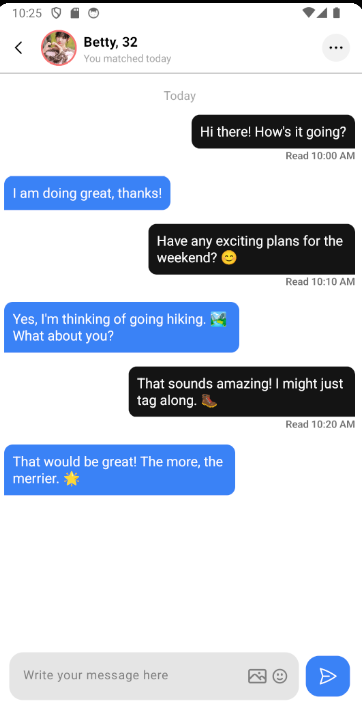 10:25
Betty, 32
You matched today
Today
Hi there! How's it going?
Read 10:00 AM
I am doing great, thanks!
Have any exciting plans for the
weekend? 😊
Read 10:10 AM
Yes, I'm thinking of going hiking. 🏞️
What about you?
That sounds amazing! I might just
tag along. 🥾
Read 10:20 AM
That would be great! The more, the
merrier. 🌟
Write your message here